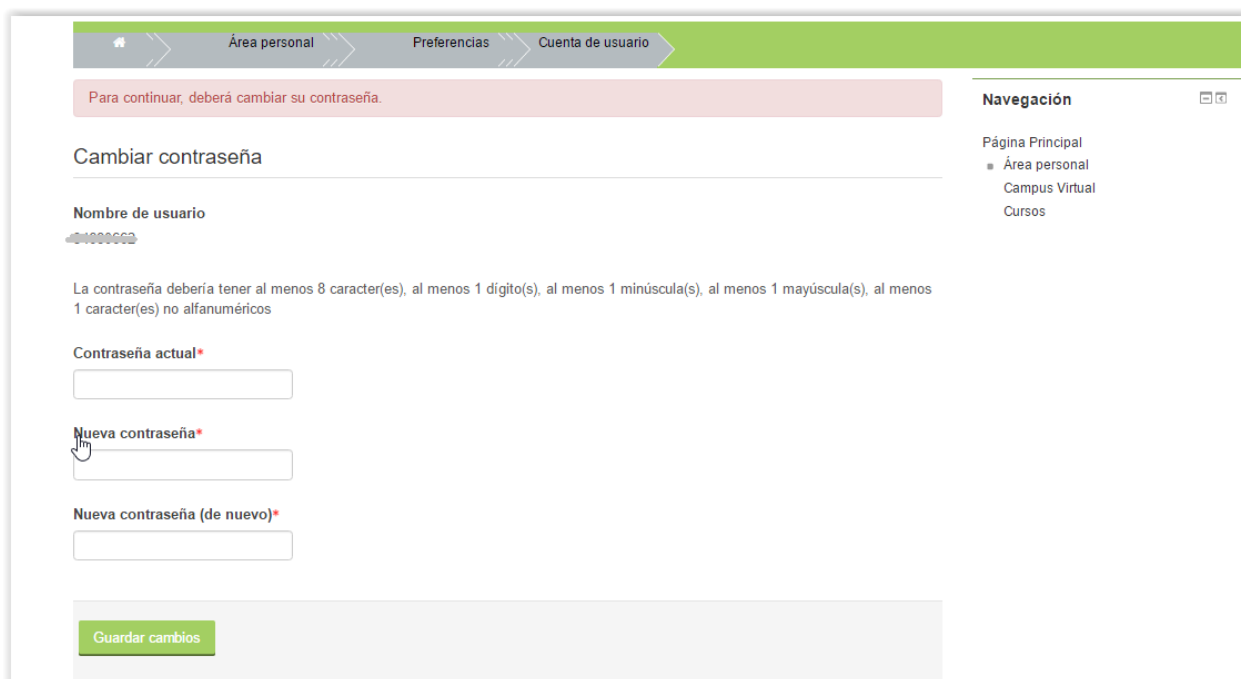 Área personal
Preferencias
Cuenta de usuario
Para continuar, deberá cambiar su contraseña.
Cambiar contraseña
Nombre de usuario
La contraseña debería tener al menos 8 caracter(es), al menos 1 dígito(s), al menos 1 minúscula(s), al menos 1 mayúscula(s), al menos
1 caracter(es) no alfanuméricos
Contraseña actual*
Nueva contraseña*
Nueva contraseña (de nuevo)*
Guardar cambios
Navegación
Página Principal
Área personal
Campus Virtual
Cursos